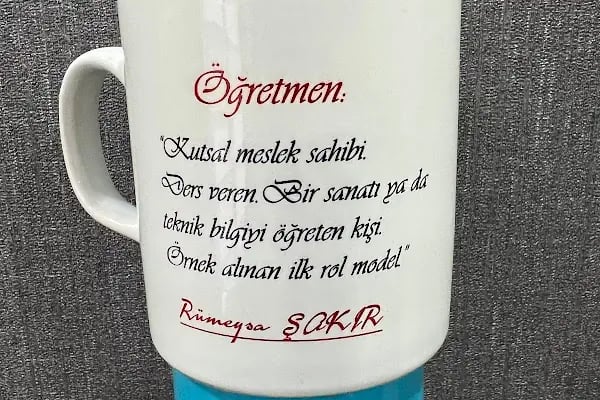 Öğretmen:
"Kutsal meslek sahibi.
Ders veren. Bir sanatı ya da
teknik bilgiyi öğreten kişi.
Örnek alınan ilk rol model."
Rümeysa ŞAKIR